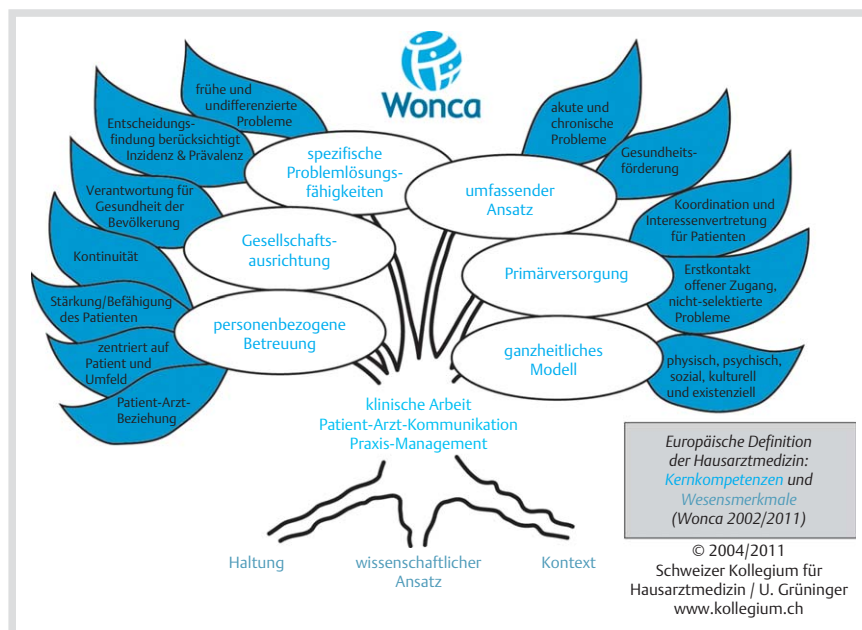 Wonca
frühe und
undifferenzierte
Probleme
Entscheidungs-
findung berücksichtigt
Inzidenz & Prävalenz
Verantwortung für
Gesundheit der
Bevölkerung
Kontinuität
Stärkung/Befähigung
des Patienten
zentriert auf
Patient und
Umfeld
Patient-Arzt-
Beziehung
spezifische
Problemlösungs-
fähigkeiten
Gesellschafts-
ausrichtung
personenbezogene
Betreuung
umfassender
Ansatz
Primärversorgung
ganzheitliches
Modell
akute und
chronische
Probleme
Gesundheits-
förderung
Koordination und
Interessenvertretung
für Patienten
Erstkontakt
offener Zugang,
nicht-selektierte
Probleme
physisch, psychisch,
sozial, kulturell
und existenziell
klinische Arbeit
Patient-Arzt-Kommunikation
Praxis-Management
Haltung
wissenschaftlicher
Ansatz
Kontext
Europäische Definition
der Hausarztmedizin:
Kernkompetenzen und
Wesensmerkmale
(Wonca 2002/2011)
© 2004/2011
Schweizer Kollegium für
Hausarztmedizin / U. Grüninger
www.kollegium.ch